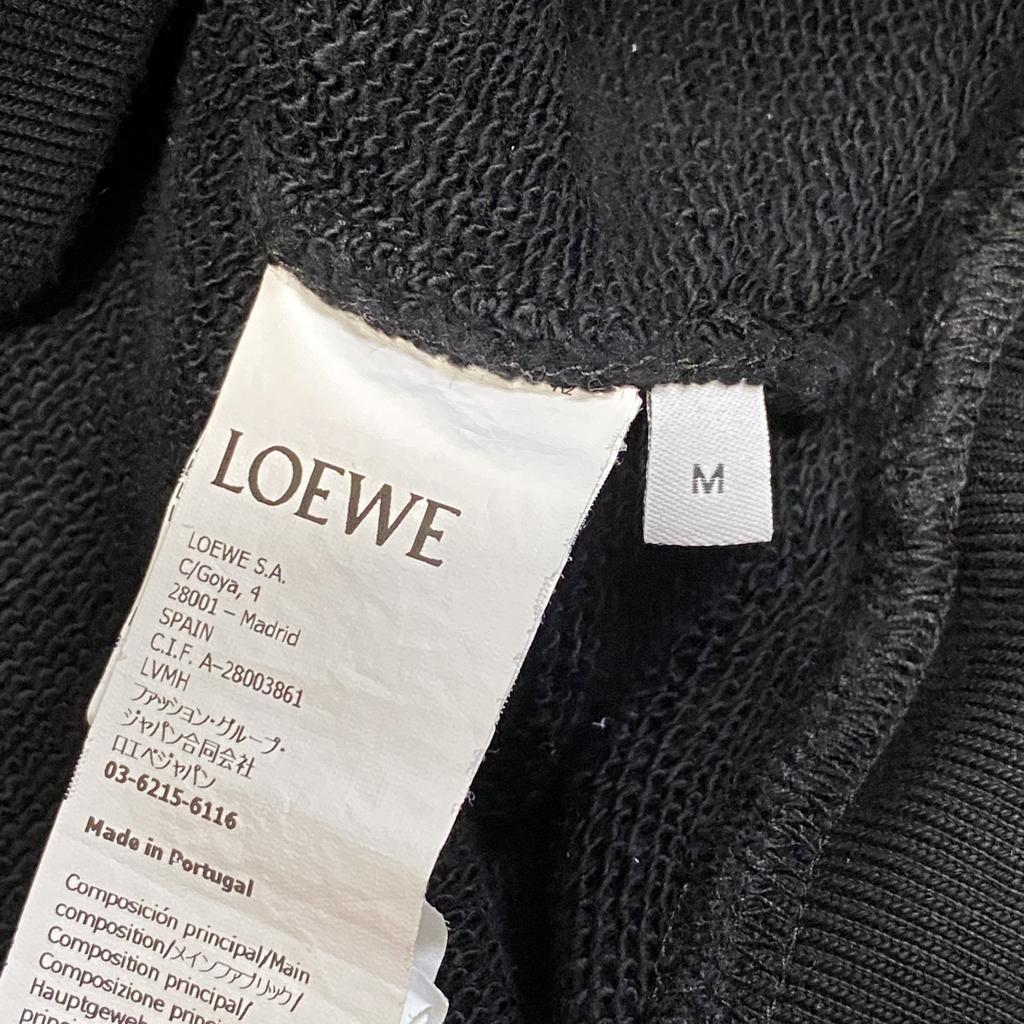 LOEWE
LOEWE S.A.
C/Goya, 4
28001 – Madrid
SPAIN
C.I.F. A-28003861
LVMH
ファッション・グループ・
ジャパン合同会社
ロエベジャパン
03-6215-6116
Made in Portugal
Composición principal/Main
composition/メインファブリック/
Composition principal/
Composizione
Hauptgeweb
M